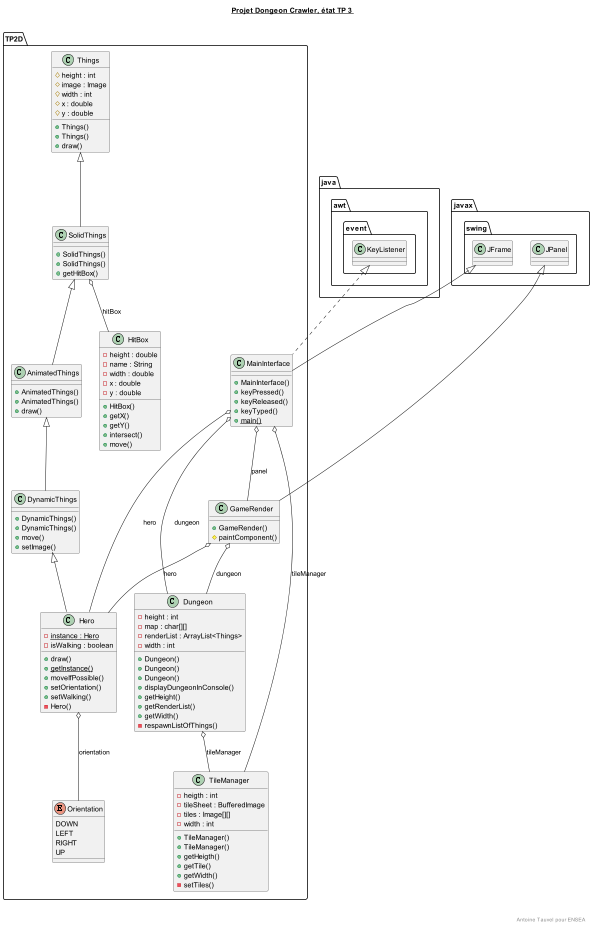 Projet Dongeon Crawler, état TP 3
TP2D
C Things
height : int
image : Image
width : int
x : double
y : double
Things()
Things()
draw()
java
awt
event
C KeyListener
javax
swing
C JFrame
C JPanel
C SolidThings
SolidThings()
SolidThings()
getHitBox()
hitBox
C HitBox
height : double
name : String
width : double
x : double
y : double
HitBox()
getX()
getY()
intersect()
move()
C AnimatedThings
AnimatedThings()
AnimatedThings()
draw()
C MainInterface
MainInterface()
keyPressed()
keyReleased()
keyTyped()
main()
panel
C DynamicThings
DynamicThings()
DynamicThings()
move()
setImage()
C GameRender
GameRender()
paintComponent()
hero
dungeon
hero
dungeon
tileManager
C Hero
instance : Hero
isWalking : boolean
draw()
getInstance()
moveIfPossible()
setOrientation()
setWalking()
Hero()
C Dungeon
height : int
map : char[][]
renderList : ArrayList<Things>
width : int
Dungeon()
Dungeon()
Dungeon()
displayDungeonInConsole()
getHeight()
getRenderList()
getWidth()
respawnListOfThings()
orientation
tileManager
E Orientation
DOWN
LEFT
RIGHT
UP
C TileManager
heigth : int
tileSheet : BufferedImage
tiles : Image[][]
width : int
TileManager()
TileManager()
getHeigth()
getTile()
getWidth()
setTiles()
Antoine Tauvel pour ENSEA